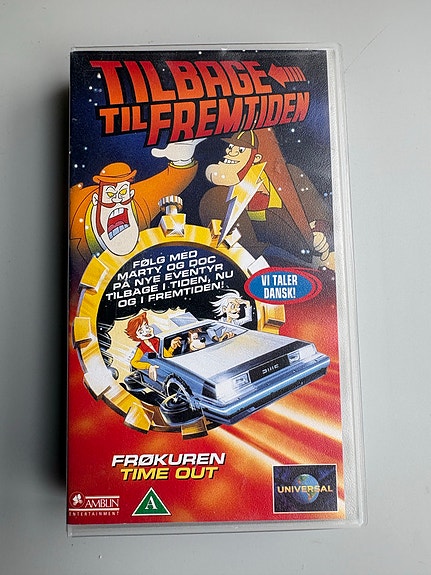 TILBAGE
TIL FREMTIDEN
FØLG MED
MARTY OG DOC
PÅ NYE EVENTYR
TILBAGE I TIDEN, NU
OG I FREMTIDEN!
VI TALER
DANSK!
FRØKUREN
TIME OUT
AMBLIN
ENTERTAINMENT
A
UNIVERSAL